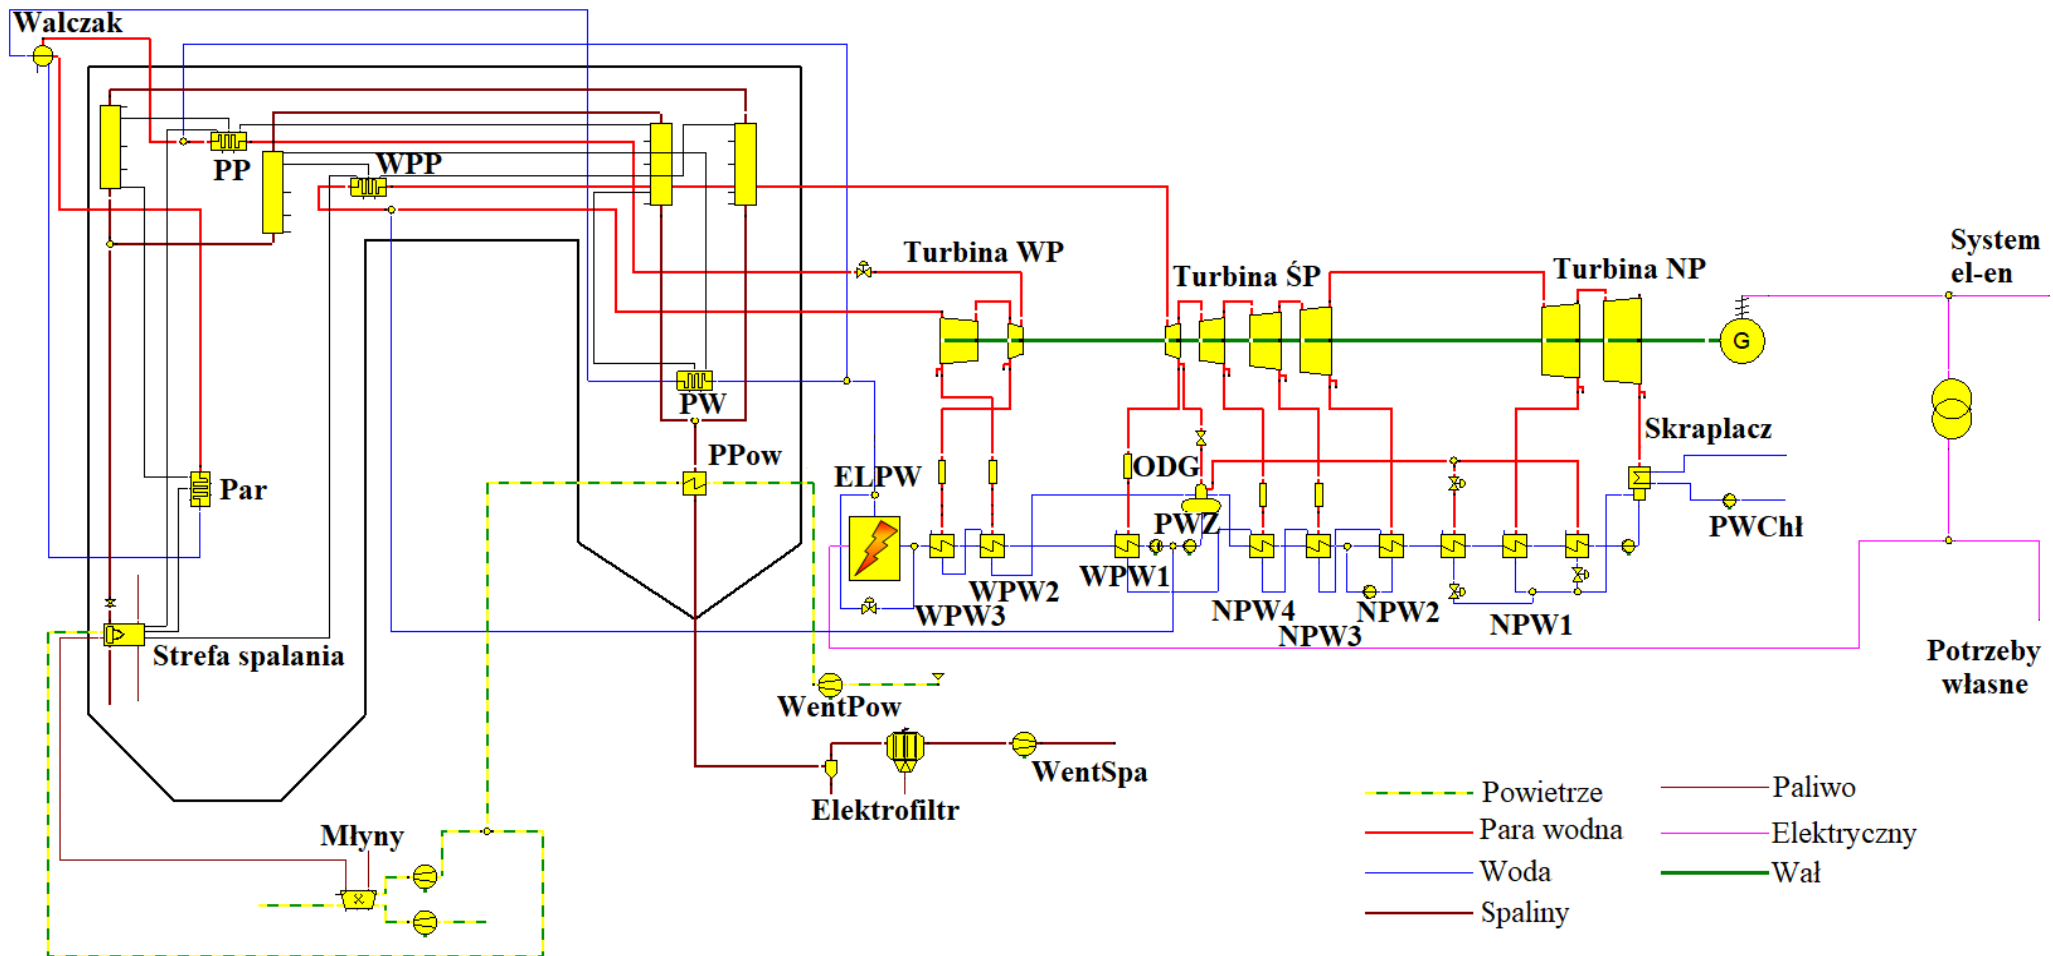 Walczak
PP
WPP
Turbina WP
Turbina ŚP
Turbina NP
System
el-en
G
PW
PPow
Par
ELPW
ODG
PWZ
Skraplacz
PWChł
WPW3
WPW2
WPW1
NPW4
NPW3
NPW2
NPW1
Strefa spalania
Potrzeby
własne
WentPow
WentSpa
Elektrofiltr
Młyny
Powietrze
Para wodna
Woda
Spaliny
Paliwo
Elektryczny
Wał